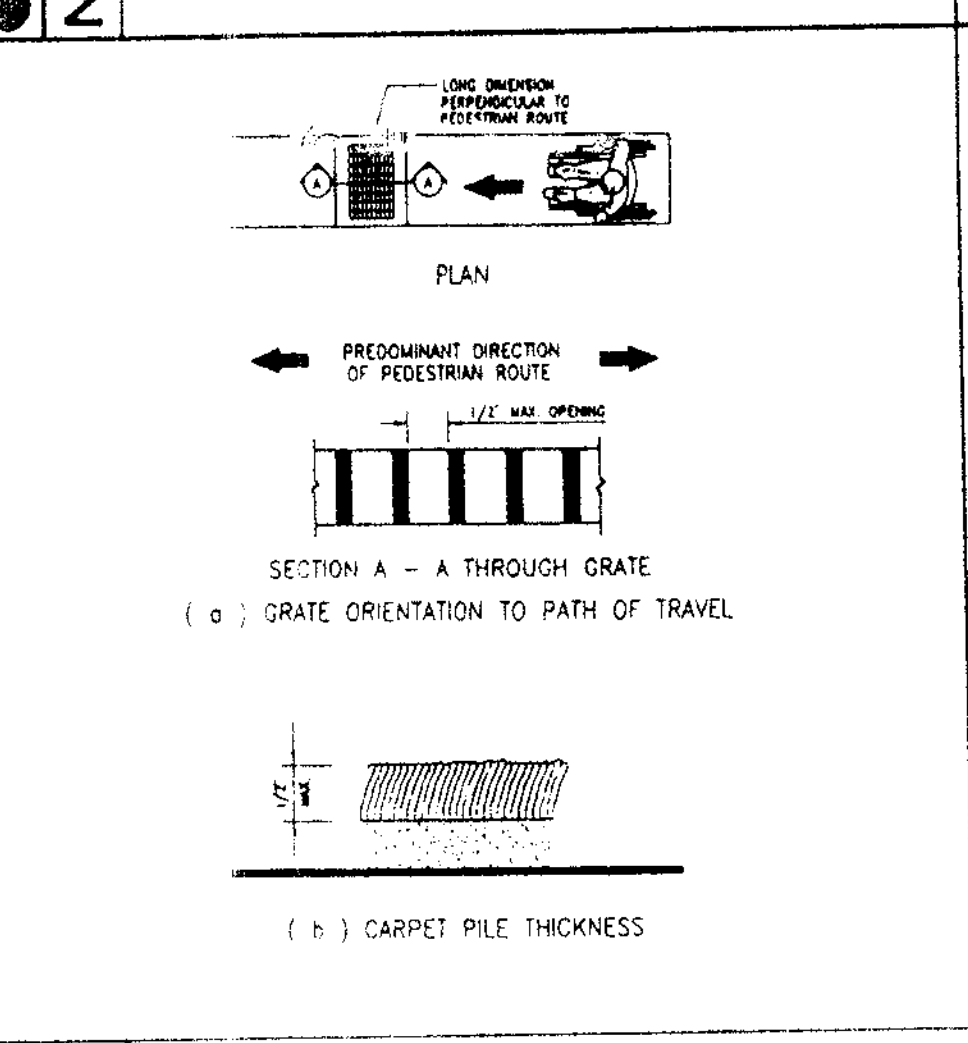 2
LONG DIMENSION
PERPENDICULAR TO
PEDESTRIAN ROUTE
A
A
PLAN
PREDOMINANT DIRECTION
OF PEDESTRIAN ROUTE
1/2" MAX. OPENING
SECTION A - A THROUGH GRATE
( a ) GRATE ORIENTATION TO PATH OF TRAVEL
1/2"
MAX
( b ) CARPET PILE THICKNESS